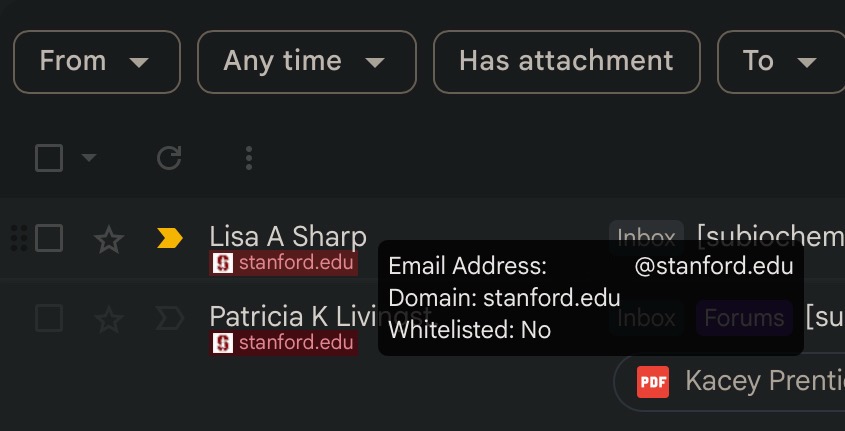 From
Any time
Has attachment
To
Lisa A Sharp
Inbox
[subiochem
stanford.edu
Email Address: @stanford.edu
Domain: stanford.edu
Whitelisted: No
Patricia K Livingst
Inbox
Forums
[su
stanford.edu
PDF
Kacey Prenti